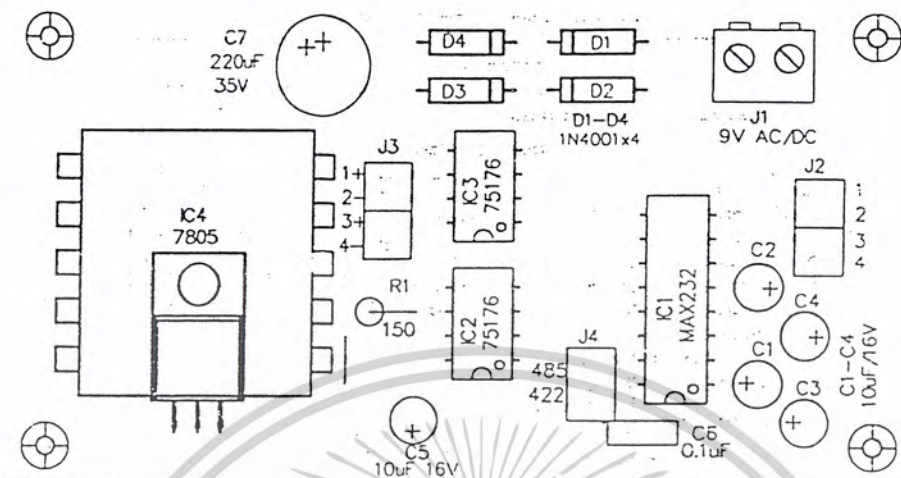 C7
220uF
35V
D4
D1
D3
D2
D1-D4
1N4001x4
J1
9V AC/DC
J3
1+
2-
3+
4-
IC3
75176
J2
1
2
3
4
IC4
7805
C2
IC1
MAX232
C4
R1
150
IC2
75176
J4
485
422
C1
C3
C1-C4
10uF/16V
C5
10uF 16V
C6
0.1uF